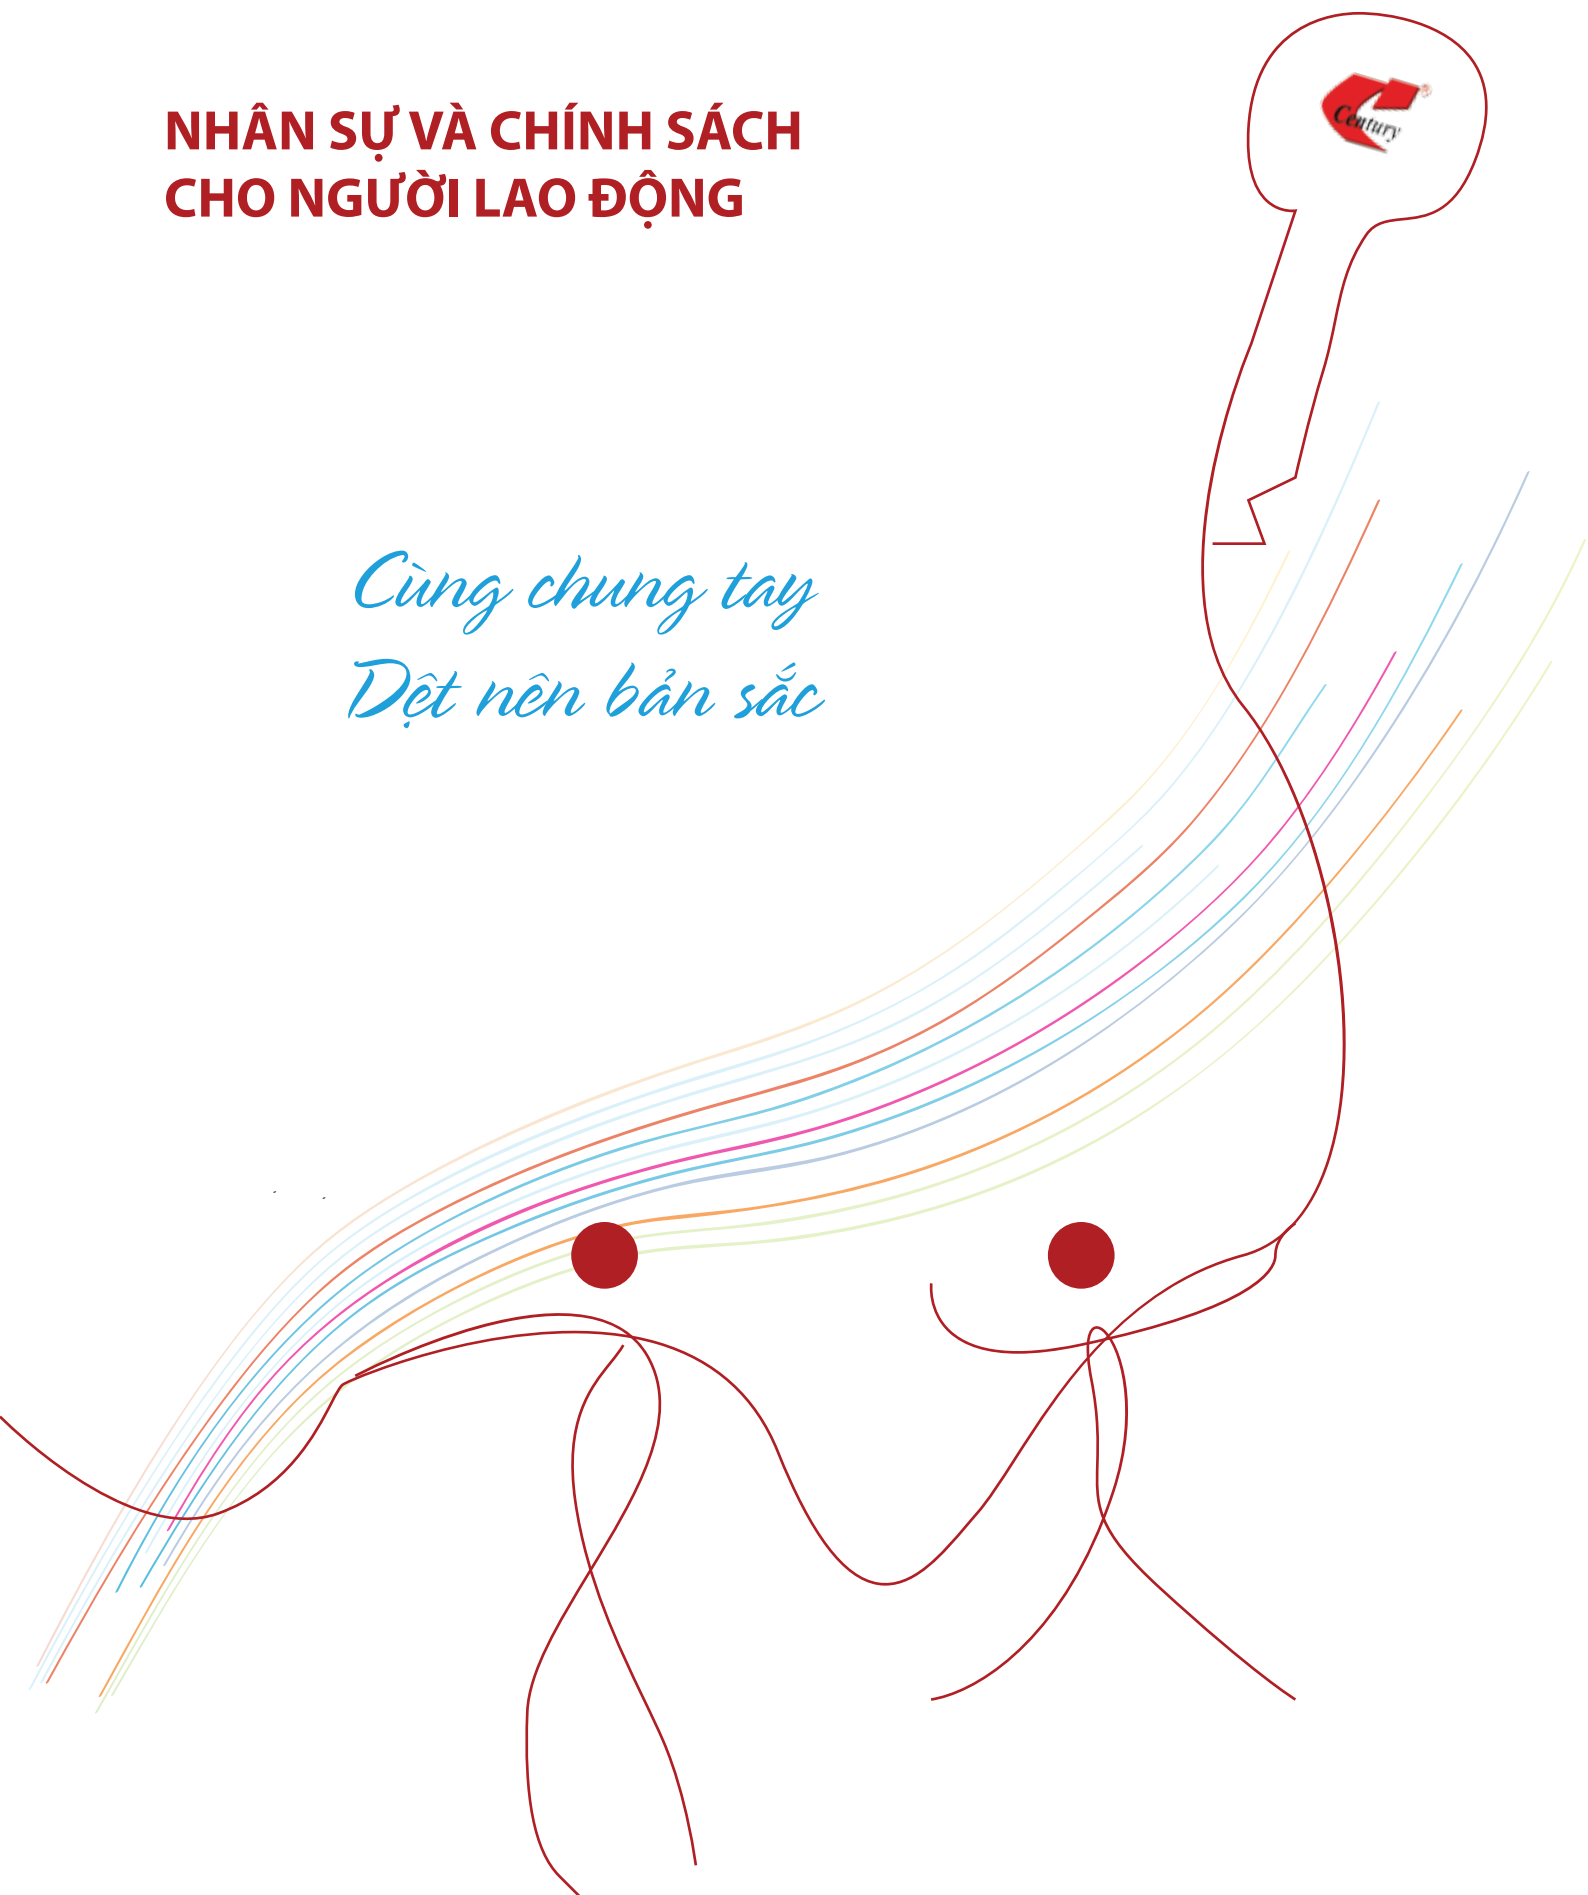 NHÂN SỰ VÀ CHÍNH SÁCH
CHO NGƯỜI LAO ĐỘNG
Century
Cùng chung tay
Dệt nên bản sắc